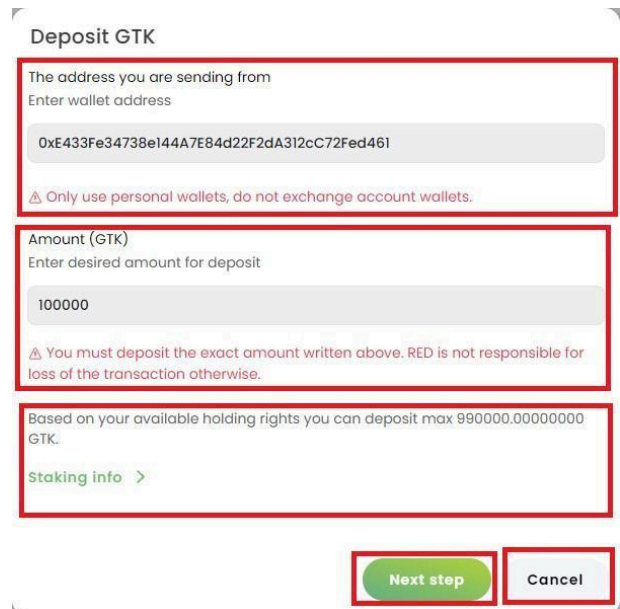 Deposit GTK
The address you are sending from
Enter wallet address
0xE433Fe34738e144A7E84d22F2dA312cC72Fed461
⚠ Only use personal wallets, do not exchange account wallets.
Amount (GTK)
Enter desired amount for deposit
100000
⚠ You must deposit the exact amount written above. RED is not responsible for
loss of the transaction otherwise.
Based on your available holding rights you can deposit max 990000.00000000
GTK.
Staking info >
Next step Cancel